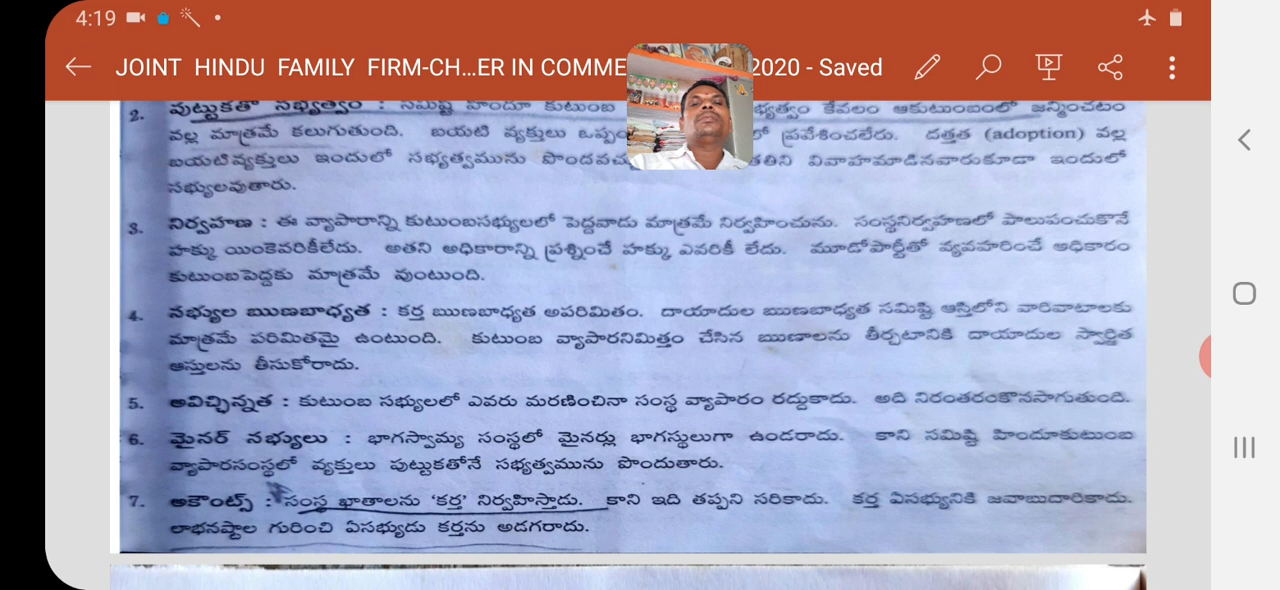 4:19
JOINT HINDU FAMILY FIRM-CH...ER IN COMME 2020 - Saved
2. పుట్టుకతో సభ్యత్వం : సమిష్టి హిందూ కుటుంబ భ్యత్వం కేవలం ఆకుటుంబంలో జన్మించటం
వల్ల మాత్రమే కలుగుతుంది. బయటి వ్యక్తులు ఒప్పం లో ప్రవేశించలేరు. దత్తత (adoption) వల్ల
బయటివ్యక్తులు ఇందులో సభ్యత్వమును పొందవచ కతిని వివాహమాడినవారుకూడా ఇందులో
సభ్యులవుతారు.
3. నిర్వహణ : ఈ వ్యాపారాన్ని కుటుంబసభ్యులలో పెద్దవాడు మాత్రమే నిర్వహించును. సంస్థనిర్వహణలో పాలుపంచుకొనే
హక్కు యింకెవరికీలేదు. అతని అధికారాన్ని ప్రశ్నించే హక్కు ఎవరికీ లేదు. మూడోపార్టీతో వ్యవహరించే అధికారం
కుటుంబపెద్దకు మాత్రమే వుంటుంది.
4. సభ్యుల ఋణబాధ్యత : కర్త ఋణబాధ్యత అపరిమితం. దాయాదుల ఋణబాధ్యత సమిష్టి ఆస్తిలోని వారివాటాలకు
మాత్రమే పరిమితమై ఉంటుంది. కుటుంబ వ్యాపారనిమిత్తం చేసిన ఋణాలను తీర్చటానికి దాయాదుల స్వార్జిత
ఆస్తులను తీసుకోరాదు.
5. అవిచ్ఛిన్నత : కుటుంబ సభ్యులలో ఎవరు మరణించినా సంస్థ వ్యాపారం రద్దుకాదు. అది నిరంతరంకొనసాగుతుంది.
6. మైనర్ సభ్యులు : భాగస్వామ్య సంస్థలో మైనర్లు భాగస్థులుగా ఉండరాదు. కాని సమిష్టి హిందూకుటుంబ
వ్యాపారసంస్థలో వ్యక్తులు పుట్టుకతోనే సభ్యత్వమును పొందుతారు.
7. అకౌంట్స్ : సంస్థ ఖాతాలను 'కర్త' నిర్వహిస్తాడు. కాని ఇది తప్పని సరికాదు. కర్త ఏసభ్యునికి జవాబుదారికాదు.
లాభనష్టాల గురించి ఏసభ్యుడు కర్తను అడగరాదు.